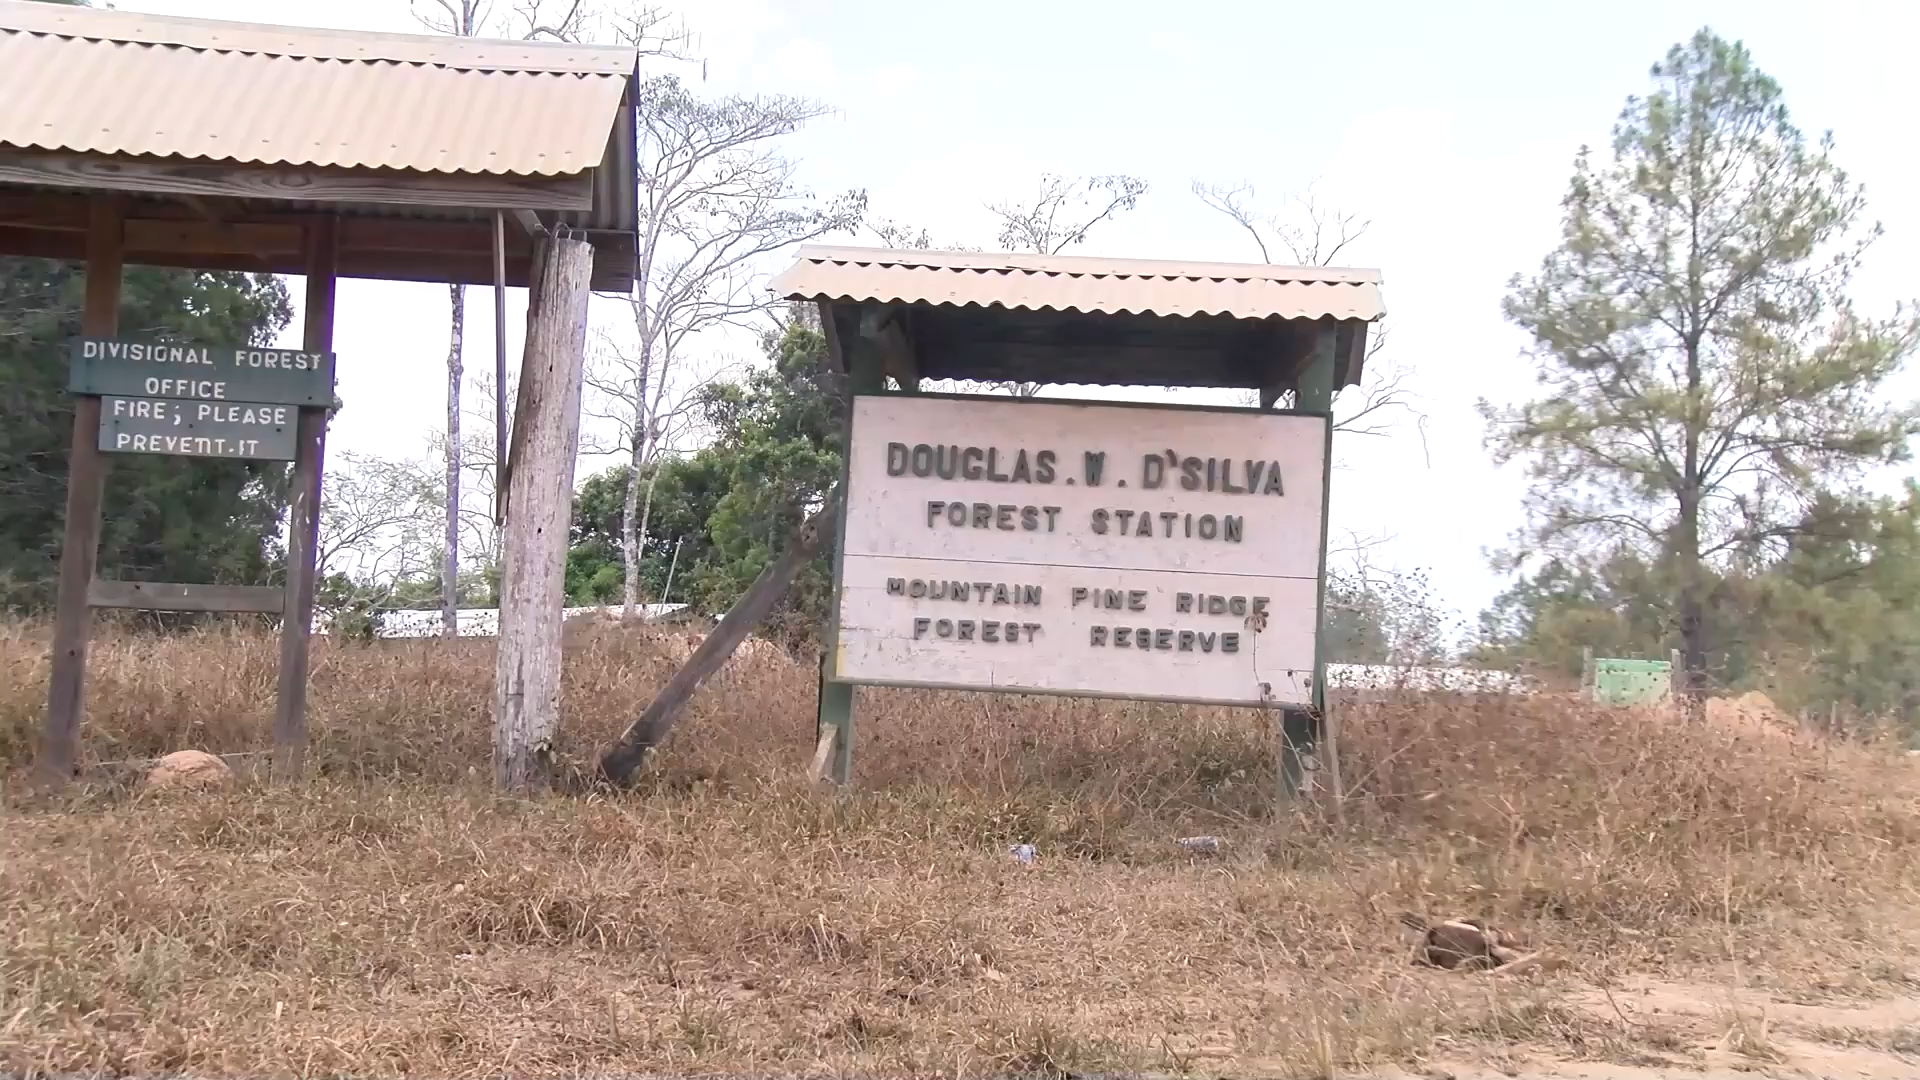 DIVISIONAL FOREST
OFFICE
FIRE; PLEASE
PREVENT.IT
DOUGLAS.W.D'SILVA
FOREST STATION
MOUNTAIN PINE RIDGE
FOREST RESERVE